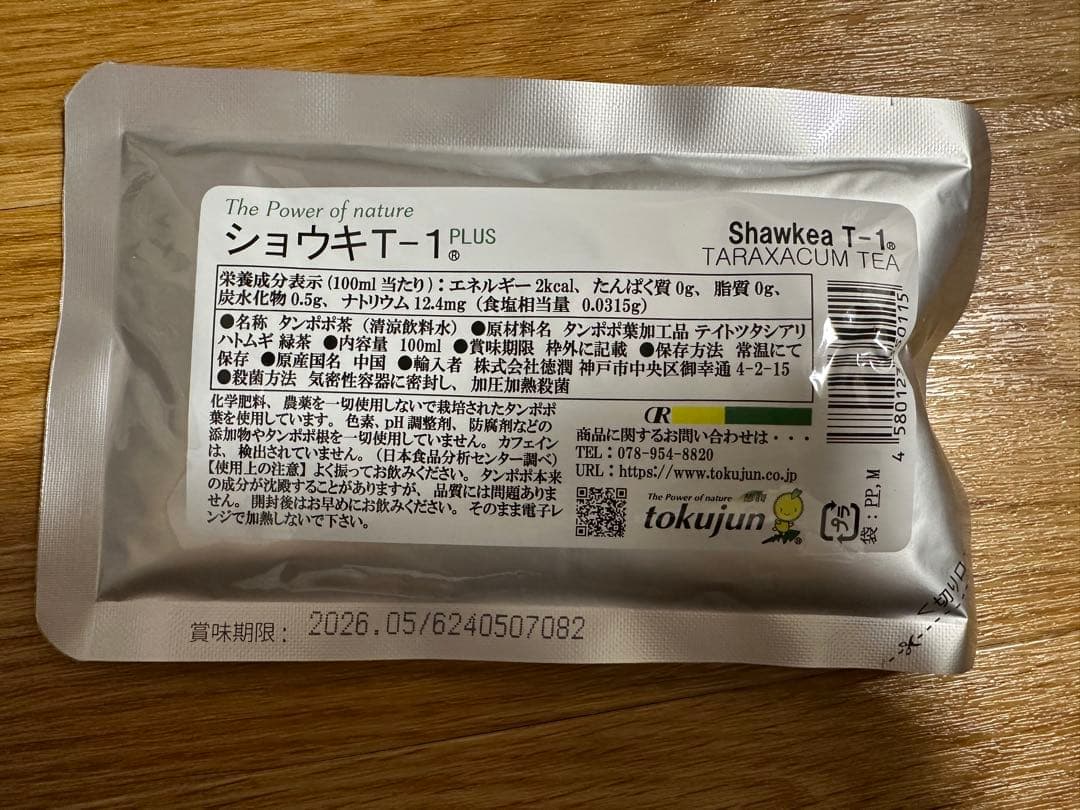 The Power of nature
ショウキT-1® PLUS
Shawkea T-1®
TARAXACUM TEA
栄養成分表示(100ml当たり):エネルギー 2kcal、たんぱく質 0g、脂質 0g、
炭水化物 0.5g、ナトリウム 12.4mg(食塩相当量 0.0315g)
●名称 タンポポ茶(清涼飲料水) ●原材料名 タンポポ葉加工品 テイトツタシアリ
ハトムギ 緑茶 ●内容量 100ml ●賞味期限 枠外に記載 ●保存方法 常温にて
保存 ●原産国名 中国 ●輸入者 株式会社徳潤 神戸市中央区御幸通 4-2-15
●殺菌方法 気密性容器に密封し、加圧加熱殺菌
化学肥料、農薬を一切使用しないで栽培されたタンポポ
葉を使用しています。色素、pH調整剤、防腐剤などの
添加物やタンポポ根を一切使用していません。カフェイン
は、検出されていません。(日本食品分析センター調べ)
【使用上の注意】よく振ってお飲みください。タンポポ本来
の成分が沈殿することがありますが、品質には問題ありま
せん。開封後はお早めにお飲みください。そのまま電子レ
ンジで加熱しないで下さい。
CR
商品に関するお問い合わせは・・・
TEL:078-954-8820
URL:https://www.tokujun.co.jp
The Power of nature
tokujun®
プラ
袋:PP,M
切り口
賞味期限: 2026.05/6240507082